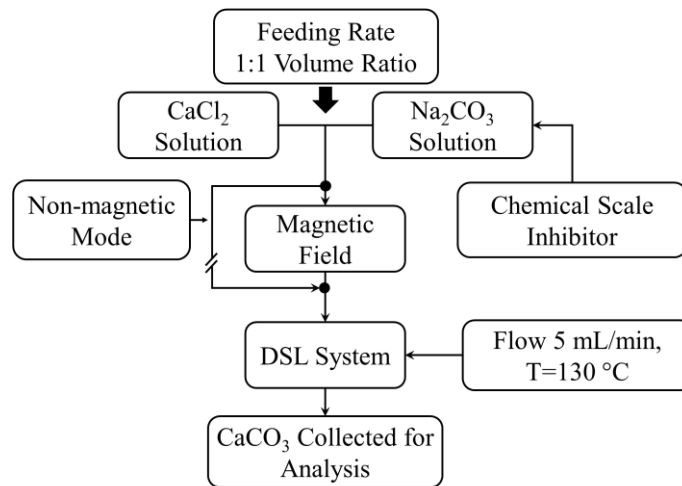 Feeding Rate
1:1 Volume Ratio
CaCl₂
Solution
Na₂CO₃
Solution
Non-magnetic
Mode
Magnetic
Field
Chemical Scale
Inhibitor
DSL System
Flow 5 mL/min,
T=130 °C
CaCO₃ Collected for
Analysis